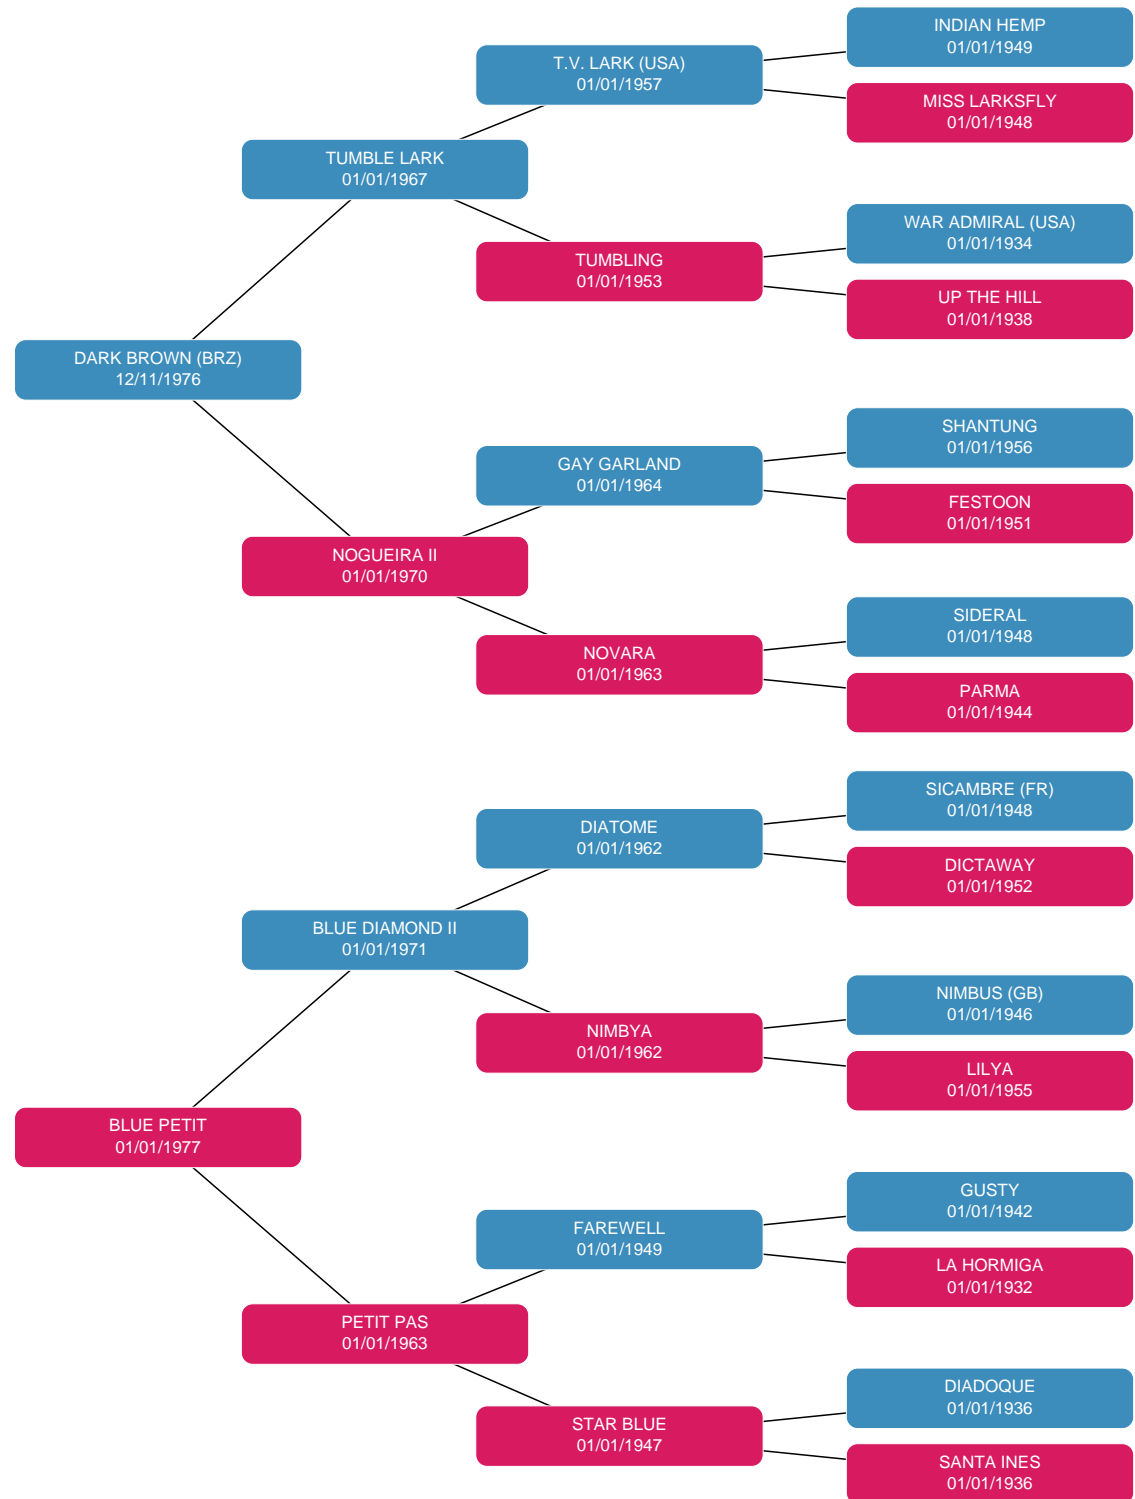 INDIAN HEMP
01/01/1949
T.V. LARK (USA)
01/01/1957
MISS LARKSFLY
01/01/1948
TUMBLE LARK
01/01/1967
WAR ADMIRAL (USA)
01/01/1934
TUMBLING
01/01/1953
UP THE HILL
01/01/1938
DARK BROWN (BRZ)
12/11/1976
SHANTUNG
01/01/1956
GAY GARLAND
01/01/1964
FESTOON
01/01/1951
NOGUEIRA II
01/01/1970
SIDERAL
01/01/1948
NOVARA
01/01/1963
PARMA
01/01/1944
SICAMBRE (FR)
01/01/1948
DIATOME
01/01/1962
DICTAWAY
01/01/1952
BLUE DIAMOND II
01/01/1971
NIMBUS (GB)
01/01/1946
NIMBYA
01/01/1962
LILYA
01/01/1955
BLUE PETIT
01/01/1977
GUSTY
01/01/1942
FAREWELL
01/01/1949
LA HORMIGA
01/01/1932
PETIT PAS
01/01/1963
DIADOQUE
01/01/1936
STAR BLUE
01/01/1947
SANTA INES
01/01/1936